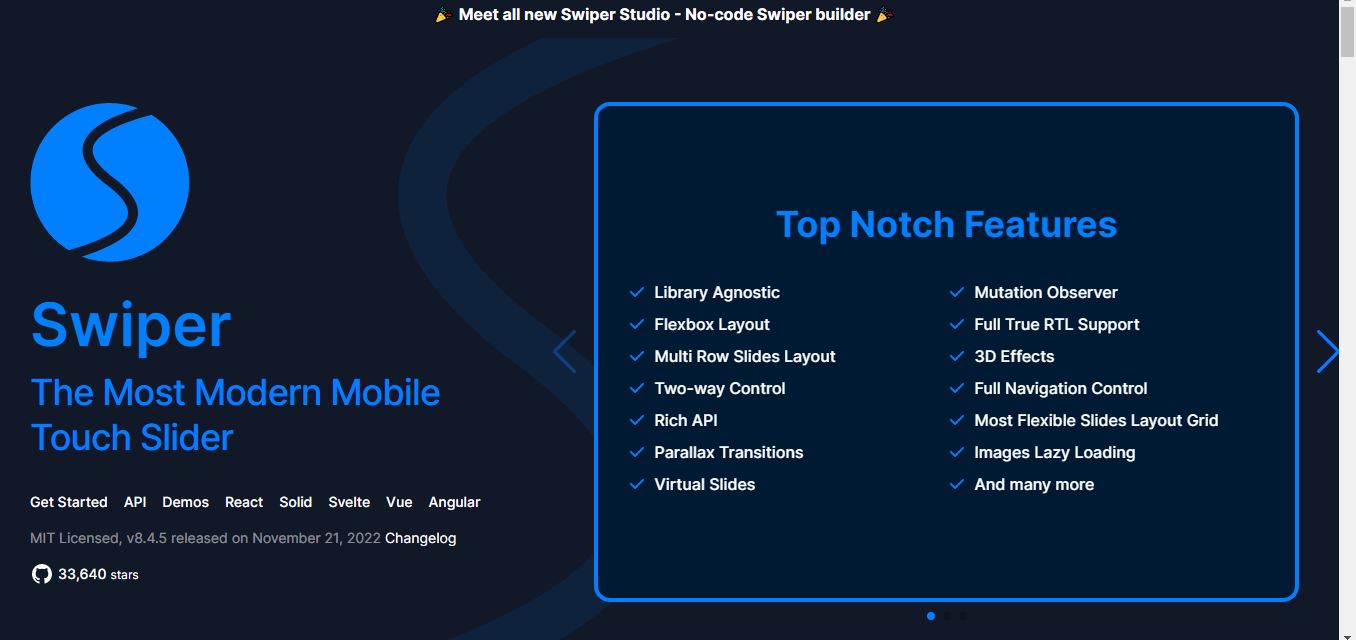 🎉 Meet all new Swiper Studio - No-code Swiper builder 🎉
Swiper
The Most Modern Mobile
Touch Slider
Get Started API Demos React Solid Svelte Vue Angular
MIT Licensed, v8.4.5 released on November 21, 2022 Changelog
33,640 stars
Top Notch Features
Library Agnostic
Flexbox Layout
Multi Row Slides Layout
Two-way Control
Rich API
Parallax Transitions
Virtual Slides
Mutation Observer
Full True RTL Support
3D Effects
Full Navigation Control
Most Flexible Slides Layout Grid
Images Lazy Loading
And many more